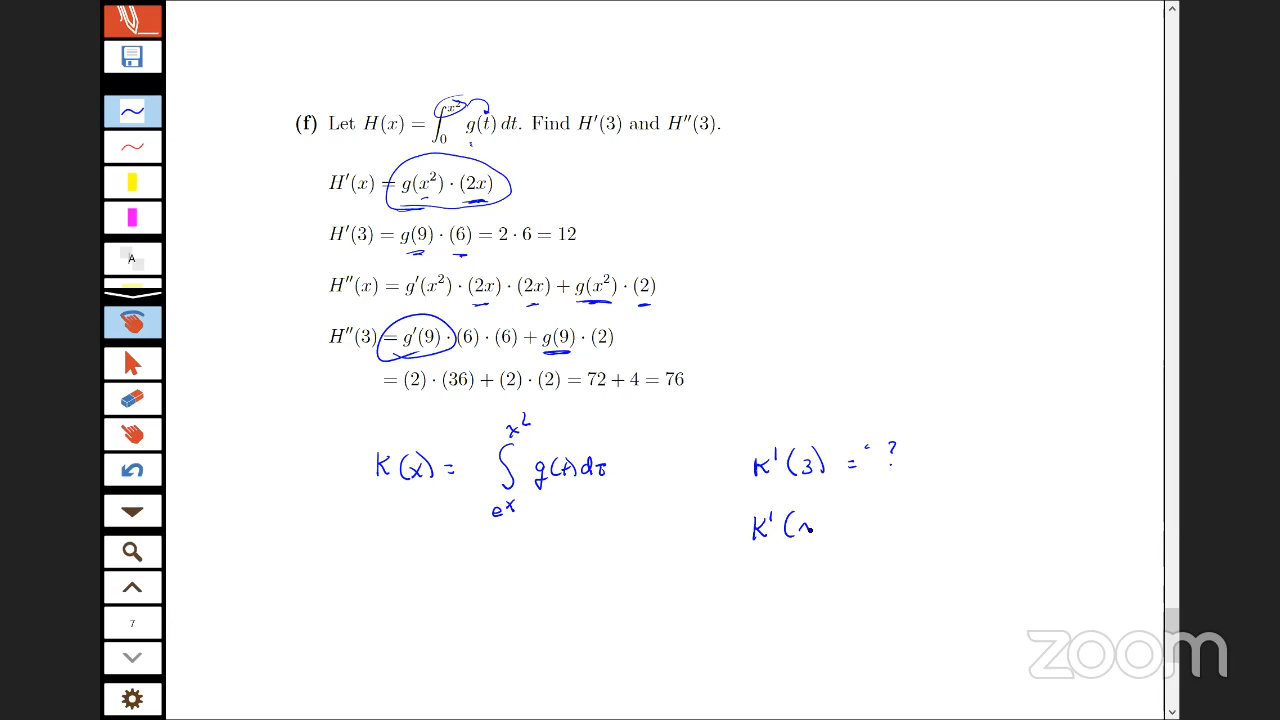 (f) Let H(x) = ∫₀^{x²} g(t) dt. Find H′(3) and H″(3).
H′(x) = g(x²) · (2x)
H′(3) = g(9) · (6) = 2 · 6 = 12
H″(x) = g′(x²) · (2x) · (2x) + g(x²) · (2)
H″(3) = g′(9) · (6) · (6) + g(9) · (2)
= (2) · (36) + (2) · (2) = 72 + 4 = 76
K(x) = ∫_{e^x}^{x²} g(t) dt K'(3) = ?
K'(
A
7
zoom